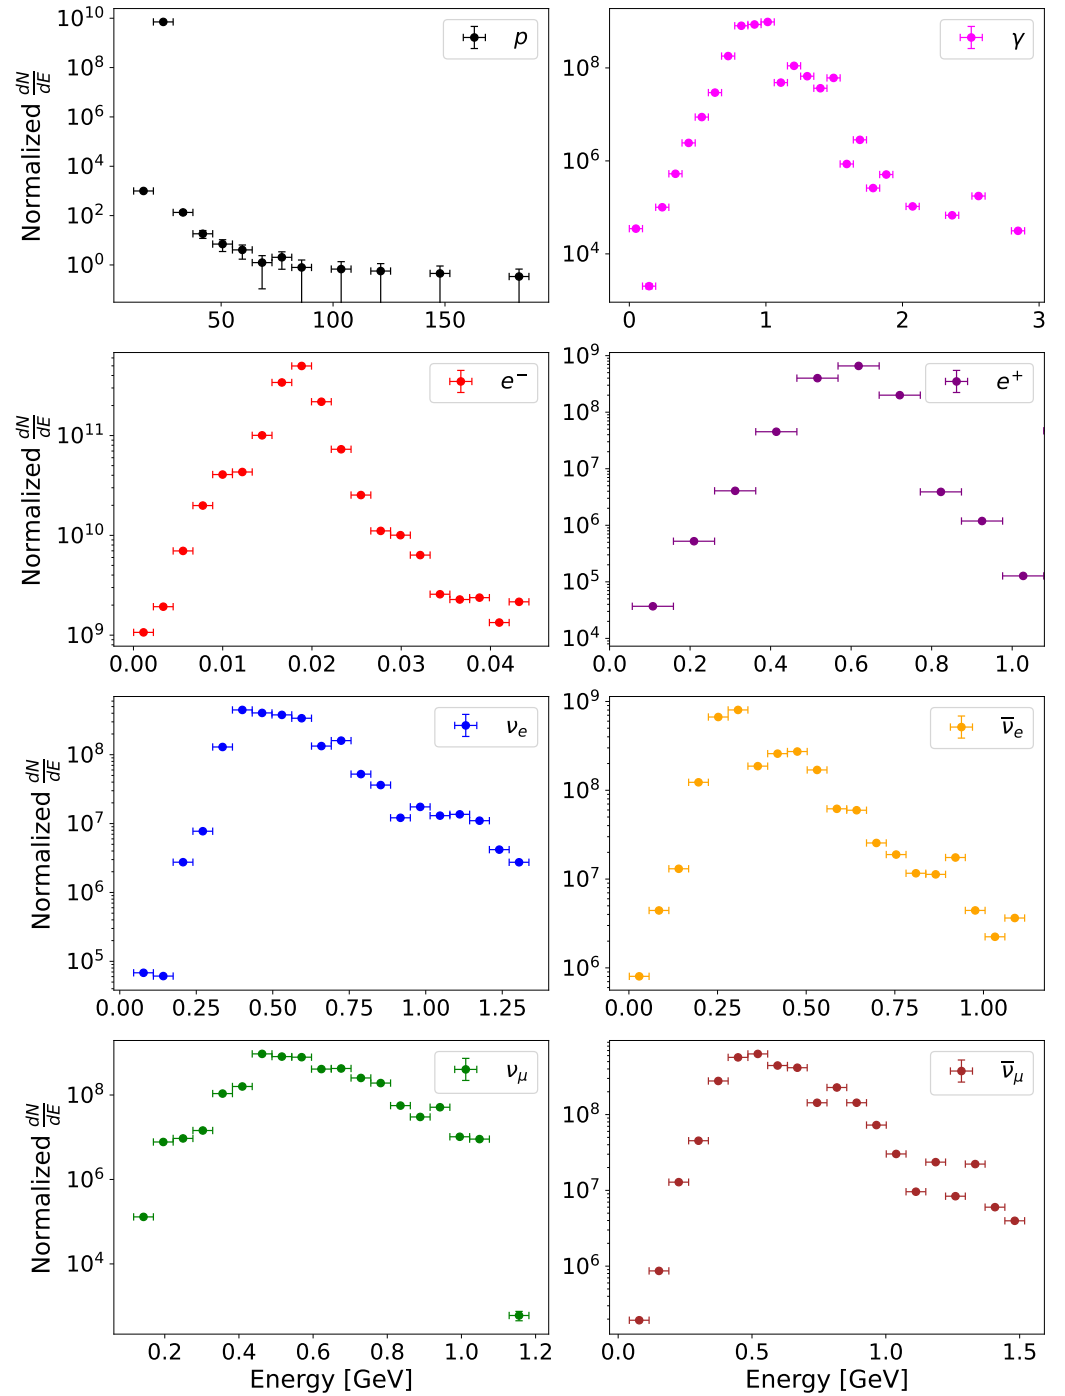 Normalized dN/dE
10^10
10^8
10^6
10^4
10^2
10^0
p
50 100 150
10^8
10^6
10^4
γ
0 1 2 3
Normalized dN/dE
10^11
10^10
10^9
e^−
0.00 0.01 0.02 0.03 0.04
10^9
10^8
10^7
10^6
10^5
10^4
e^+
0.0 0.2 0.4 0.6 0.8 1.0
Normalized dN/dE
10^8
10^7
10^6
10^5
ν_e
0.00 0.25 0.50 0.75 1.00 1.25
10^9
10^8
10^7
10^6
ν̅_e
0.00 0.25 0.50 0.75 1.00
Normalized dN/dE
10^8
10^6
10^4
ν_μ
0.2 0.4 0.6 0.8 1.0 1.2
Energy [GeV]
10^8
10^7
10^6
ν̅_μ
0.0 0.5 1.0 1.5
Energy [GeV]